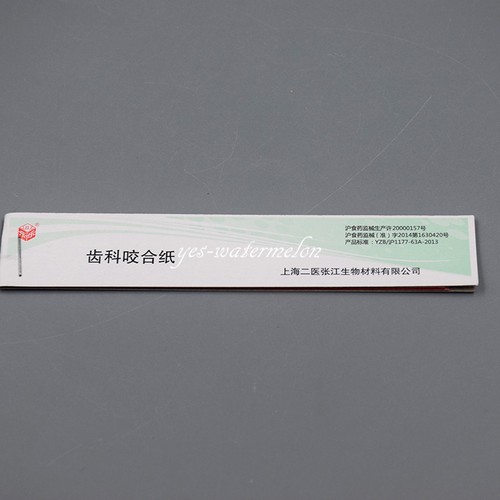 沪食药监械生产许20000157号
沪食药监械（准）字2014第1630420号
产品标准：YZB/沪1177-63A-2013
齿科咬合纸
yes-watermelon
上海二医张江生物材料有限公司